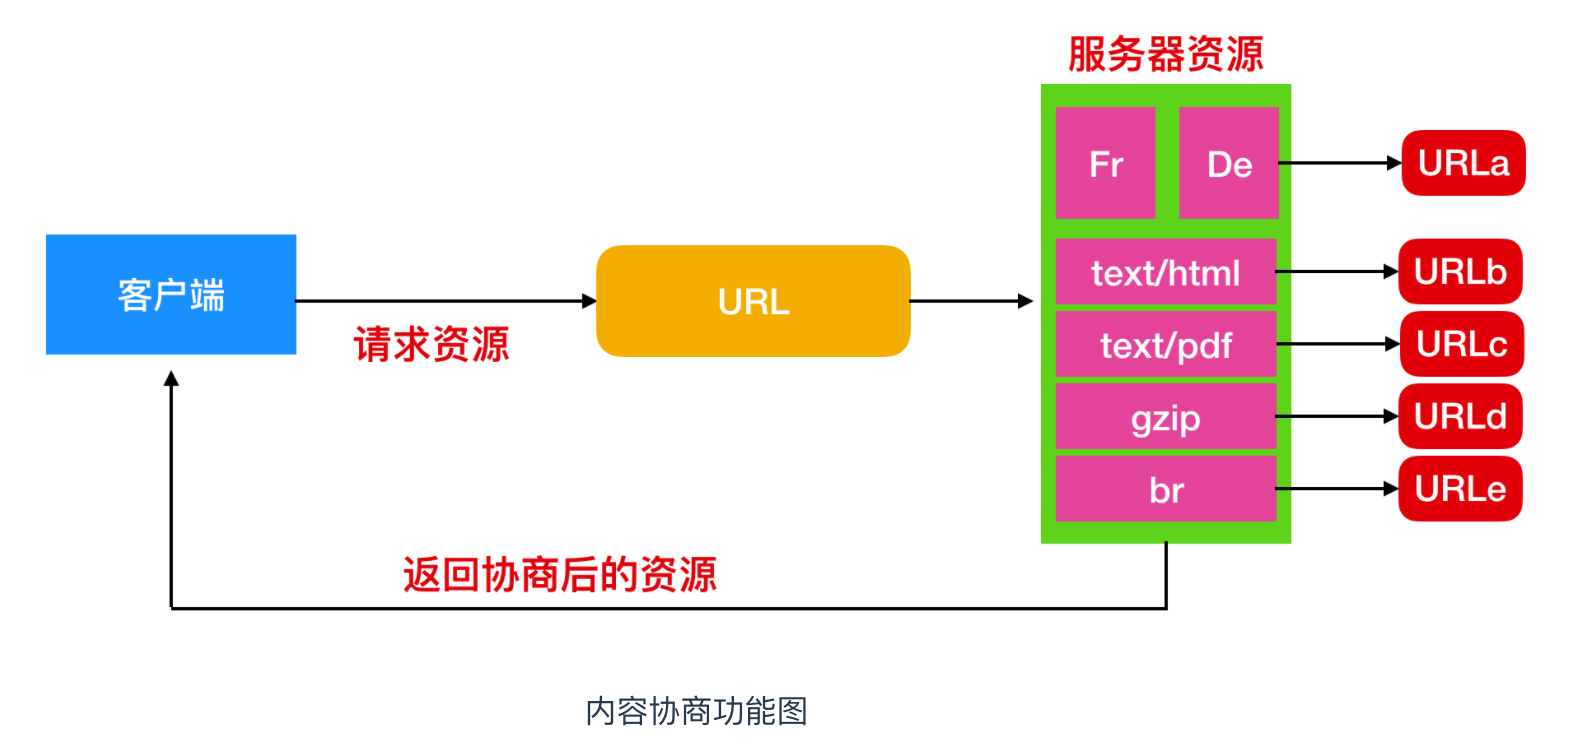 服务器资源
Fr
De
URLa
客户端
请求资源
URL
text/html
URLb
text/pdf
URLc
gzip
URLd
br
URLe
返回协商后的资源
内容协商功能图